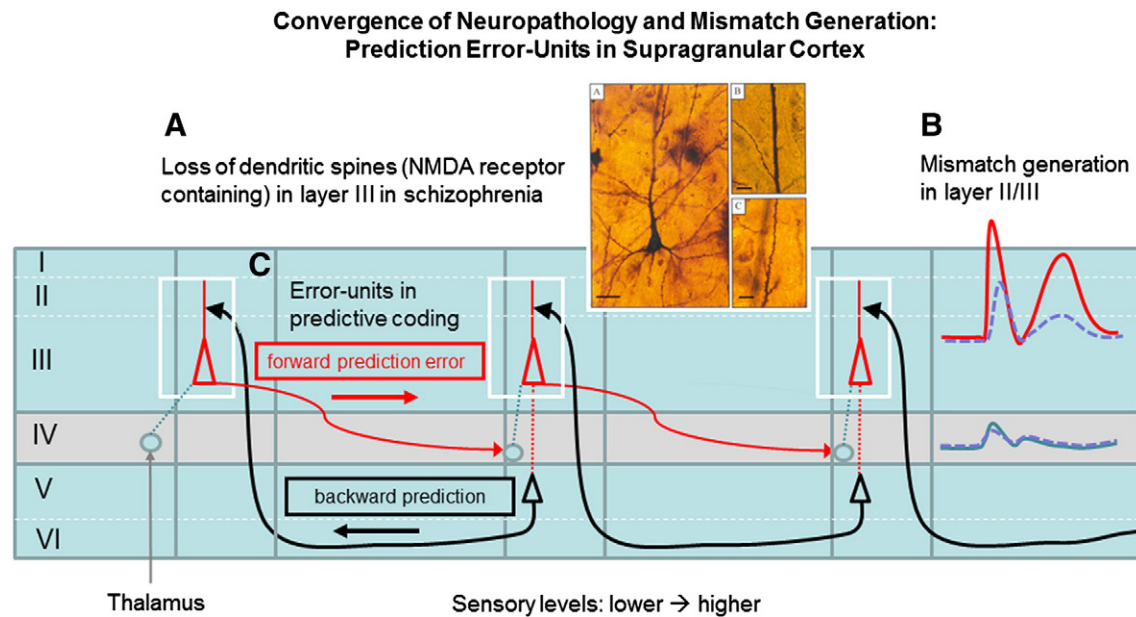 Convergence of Neuropathology and Mismatch Generation:
Prediction Error-Units in Supragranular Cortex
A
Loss of dendritic spines (NMDA receptor
containing) in layer III in schizophrenia
A
B
C
B
Mismatch generation
in layer II/III
I
II
III
IV
V
VI
C
Error-units in
predictive coding
forward prediction error
backward prediction
Thalamus
Sensory levels: lower → higher